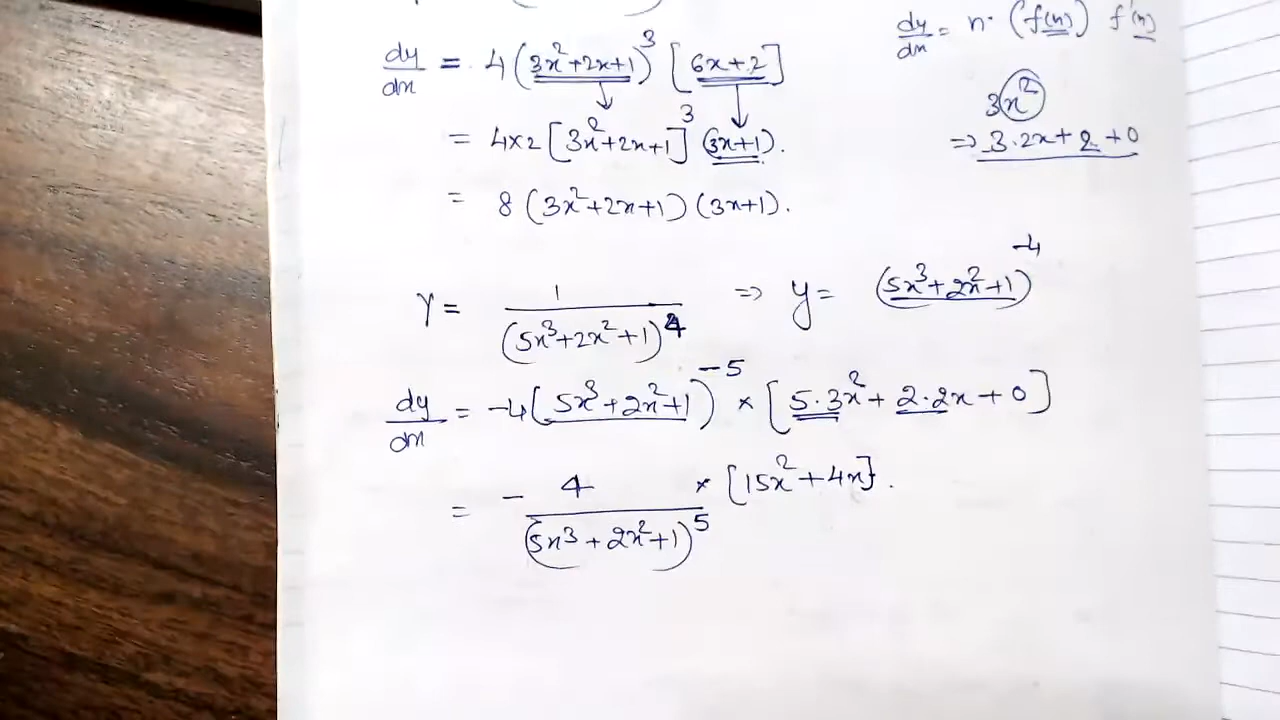 dy/dx = 4(3x²+2x+1)³ [6x+2]
= 4×2[3x²+2x+1]³ (3x+1).
= 8(3x²+2x+1)(3x+1).
dy/dx = n·(f(x)) f'(x)
3x²
⇒ 3·2x+2+0
Y = 1/(5x³+2x²+1)⁴ ⇒ y = (5x³+2x²+1)⁻⁴
dy/dx = -4(5x³+2x²+1)⁻⁵ × [5·3x²+2·2x+0]
= -4/(5x³+2x²+1)⁵ × [15x²+4x}.